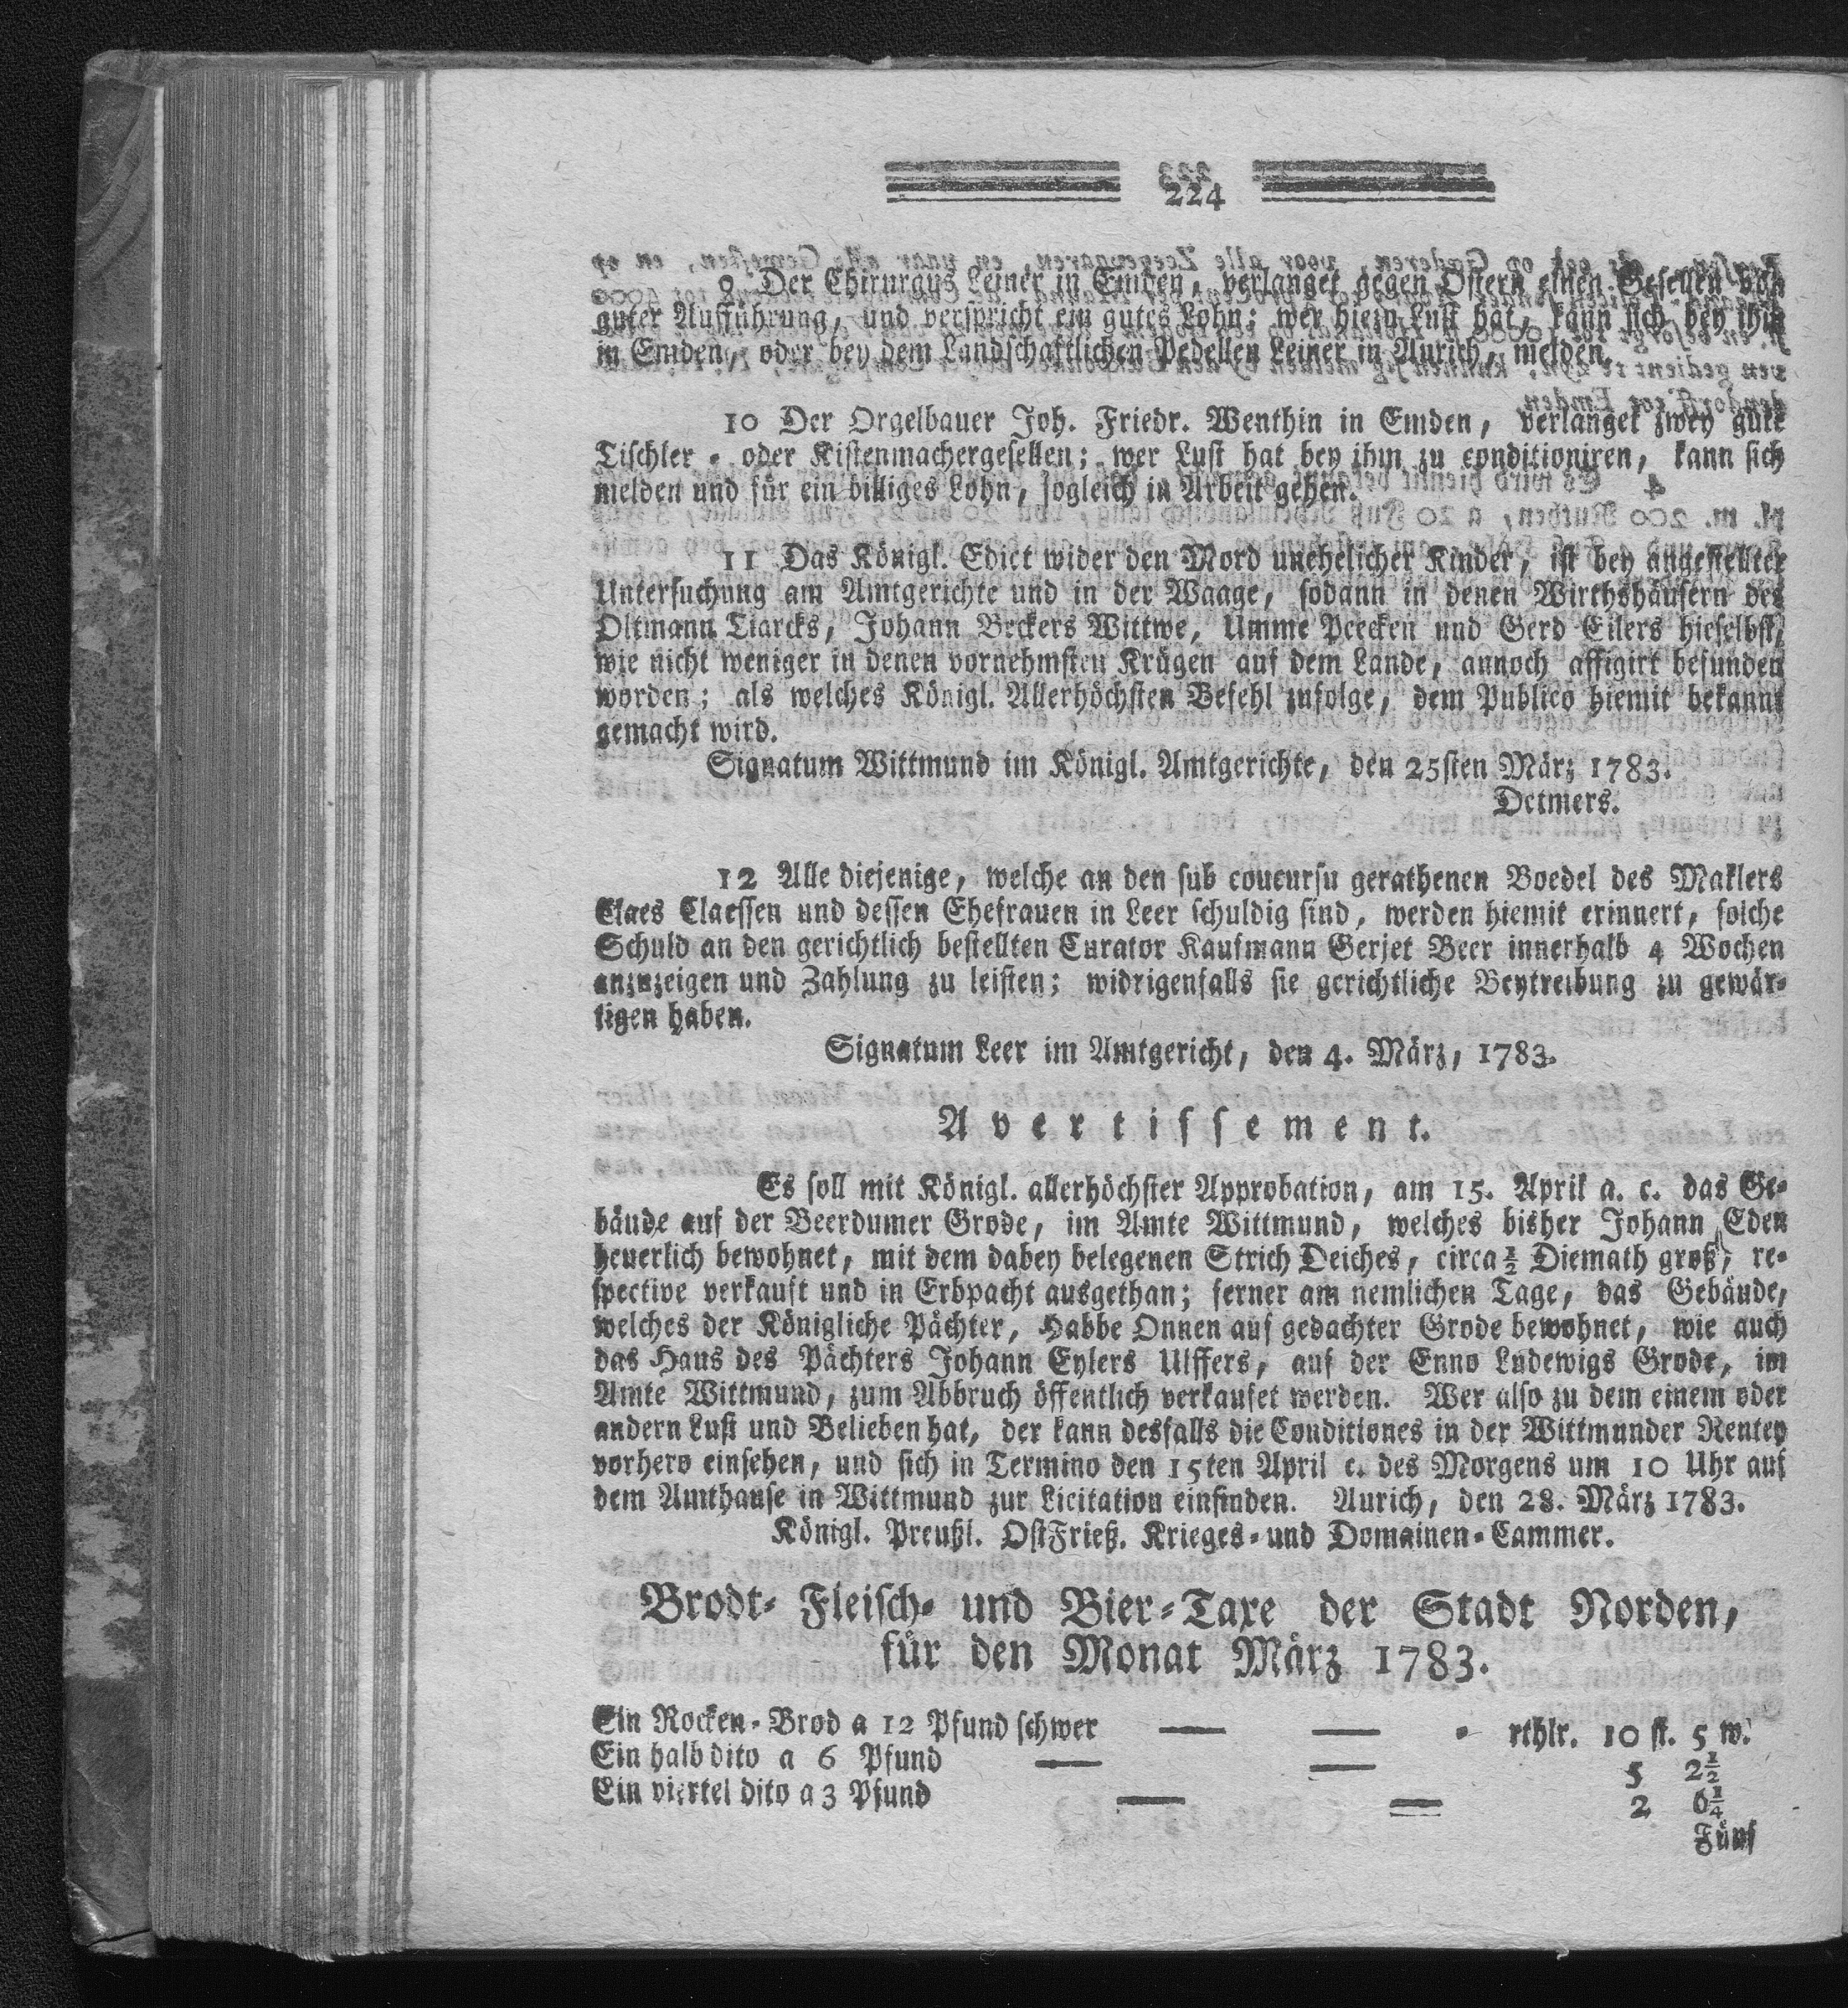 224
9 Der Chirurgus Leiner in Emden, verlanget gegen Ostern einen Gesellen von
guter Aufführung, und verspricht ein gutes Lohn; wer hiezu Lust hat, kann sich bey ihm
in Emden, oder bey dem Landschaftlichen Pedellen Leiner in Aurich, melden.
10 Der Orgelbauer Joh. Friedr. Wenthin in Emden, verlanget zwey gute
Tischler- oder Kistenmachergesellen; wer Lust hat bey ihm zu conditioniren, kann sich
melden und für ein billiges Lohn, sogleich in Arbeit gehen.
11 Das Königl. Edict wider den Mord unehelicher Kinder, ist bey angestellter
Untersuchung am Amtgerichte und in der Waage, sodann in denen Wirthshäusern des
Oltmann Tiarcks, Johann Beckers Wittwe, Umme Peecken und Gerd Eilers hieselbst,
wie nicht weniger in denen vornehmsten Krügen auf dem Lande, annoch affigirt befunden
worden; als welches Königl. Allerhöchsten Befehl zufolge, dem Publico hiemit bekannt
gemacht wird.
Signatum Wittmund im Königl. Amtgerichte, den 25sten März 1783.
Detmers.
12 Alle diejenige, welche an den sub coucursu gerathenen Boedel des Maklers
Claes Claessen und dessen Ehefrauen in Leer schuldig sind, werden hiemit erinnert, solche
Schuld an den gerichtlich bestellten Curator Kaufmann Gerjet Beer innerhalb 4 Wochen
anzuzeigen und Zahlung zu leisten; widrigenfalls sie gerichtliche Beytreibung zu gewär-
tigen haben.
Signatum Leer im Amtgericht, den 4. März, 1783.
Avertissement.
Es soll mit Königl. allerhöchster Approbation, am 15. April a. c. das Ge-
bäude auf der Beerdumer Grode, im Amte Wittmund, welches bisher Johann Eden
heuerlich bewohnet, mit dem dabey belegenen Strich Deiches, circa ½ Diemath groß, re-
spective verkauft und in Erbpacht ausgethan; ferner am nemlichen Tage, das Gebäude,
welches der Königliche Pächter, Habbe Onnen auf gedachter Grode bewohnet, wie auch
das Haus des Pächters Johann Eylers Ulffers, auf der Enno Ludewigs Grode, im
Amte Wittmund, zum Abbruch öffentlich verkaufet werden. Wer also zu dem einem oder
andern Lust und Belieben hat, der kann desfalls die Conditiones in der Wittmunder Rentey
vorhero einsehen, und sich in Termino den 15ten April c. des Morgens um 10 Uhr auf
dem Amthause in Wittmund zur Licitation einfinden. Aurich, den 28. März 1783.
Königl. Preußl. OstFrieß. Krieges- und Domainen-Cammer.
Brodt- Fleisch- und Bier-Taxe der Stadt Norden,
für den Monat März 1783.
Ein Rocken-Brod a 12 Pfund schwer — — - rthlr. 10 st. 5 w.
Ein halb dito a 6 Pfund — — 5 2½
Ein viertel dito a 3 Pfund — — 2 6¼
Fünf